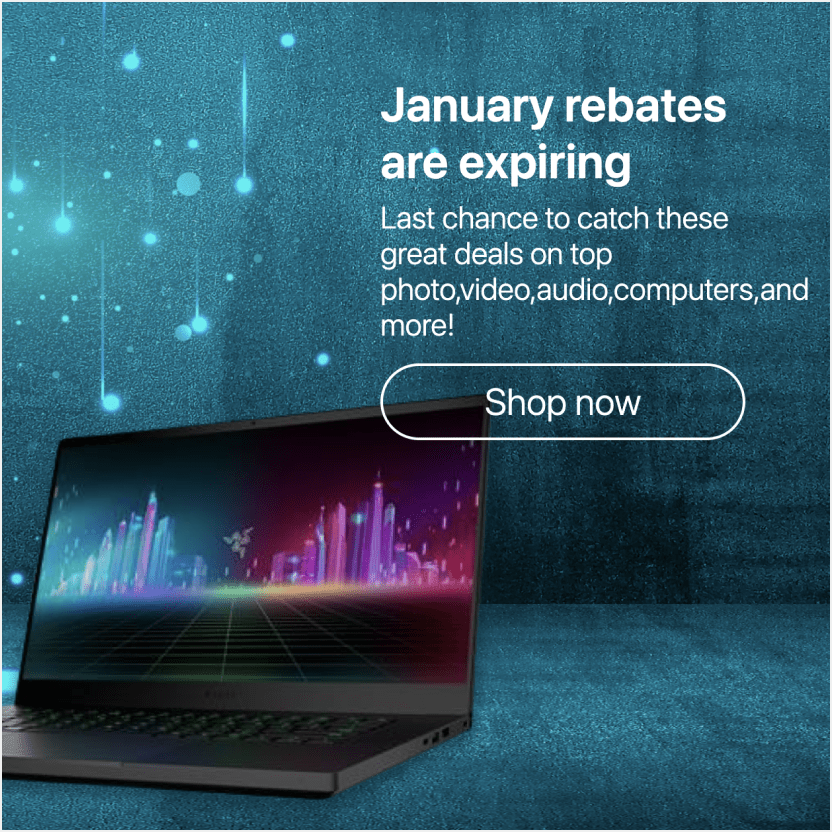 January rebates
are expiring
Last chance to catch these
great deals on top
photo,video,audio,computers,and
more!
Shop now